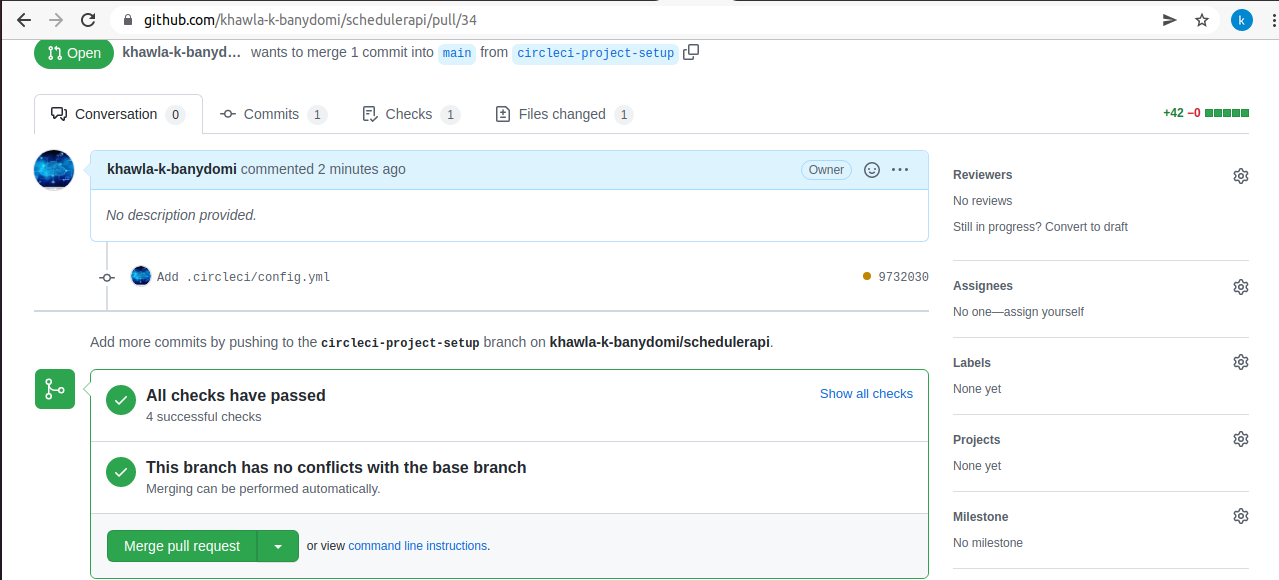 github.com/khawla-k-banydomi/schedulerapi/pull/34
k
Open khawla-k-banyd... wants to merge 1 commit into main from circleci-project-setup
Conversation 0 Commits 1 Checks 1 Files changed 1 +42 −0
khawla-k-banydomi commented 2 minutes ago Owner
No description provided.
Add .circleci/config.yml 9732030
Add more commits by pushing to the circleci-project-setup branch on khawla-k-banydomi/schedulerapi.
All checks have passed Show all checks
4 successful checks
This branch has no conflicts with the base branch
Merging can be performed automatically.
Merge pull request or view command line instructions.
Reviewers
No reviews
Still in progress? Convert to draft
Assignees
No one—assign yourself
Labels
None yet
Projects
None yet
Milestone
No milestone